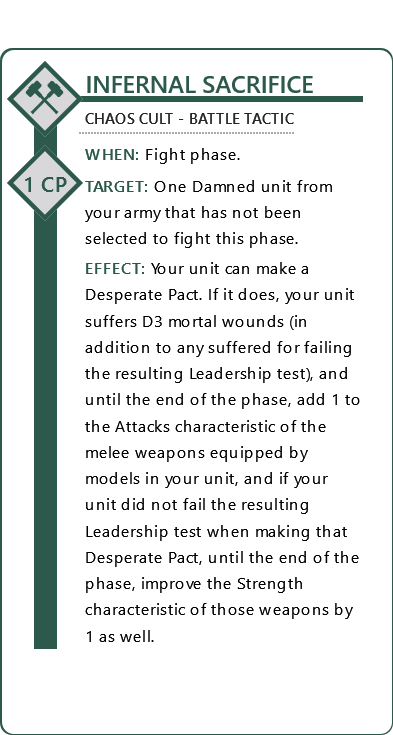 INFERNAL SACRIFICE
CHAOS CULT - BATTLE TACTIC
WHEN: Fight phase.
1 CP
TARGET: One Damned unit from
your army that has not been
selected to fight this phase.
EFFECT: Your unit can make a
Desperate Pact. If it does, your unit
suffers D3 mortal wounds (in
addition to any suffered for failing
the resulting Leadership test), and
until the end of the phase, add 1 to
the Attacks characteristic of the
melee weapons equipped by
models in your unit, and if your
unit did not fail the resulting
Leadership test when making that
Desperate Pact, until the end of the
phase, improve the Strength
characteristic of those weapons by
1 as well.